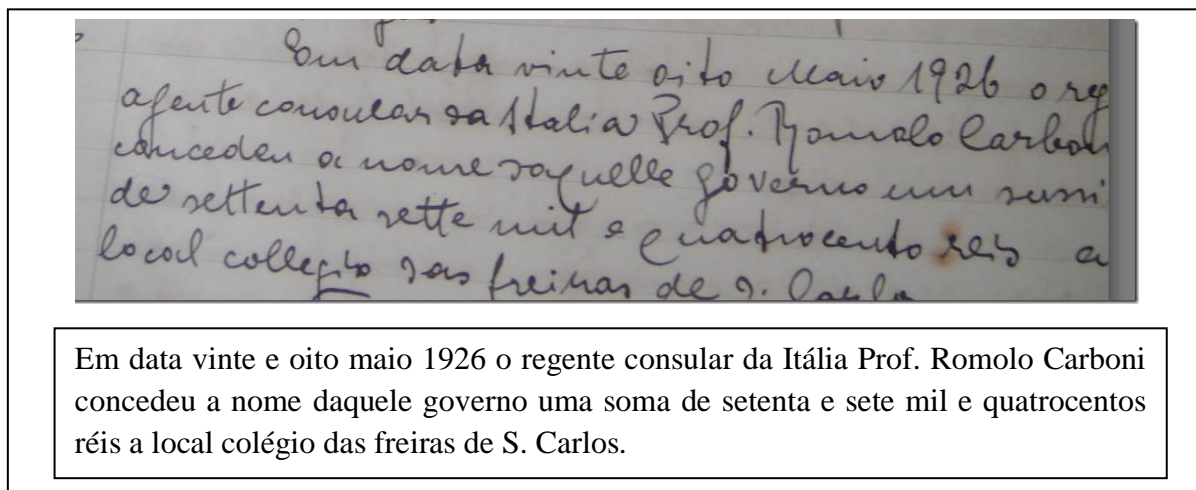 Em data vinte oito Maio 1926 o reg
agente consular da Italia Prof. Romolo Carbon
concedeu a nome daquelle governo um sussi
de settenta sette mil e quatrocento reis a
local collegio das freiras de S. Carlo
Em data vinte e oito maio 1926 o regente consular da Itália Prof. Romolo Carboni
concedeu a nome daquele governo uma soma de setenta e sete mil e quatrocentos
réis a local colégio das freiras de S. Carlos.